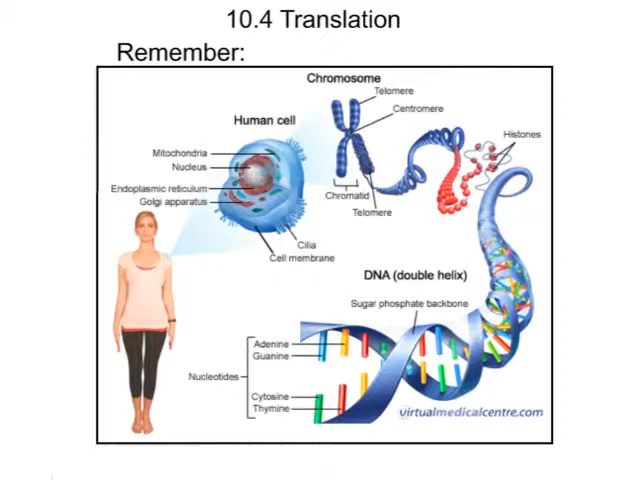 10.4 Translation
Remember:
Chromosome
Telomere
Centromere
Human cell
Histones
Mitochondria
Nucleus
Endoplasmic reticulum
Golgi apparatus
Chromatid
Telomere
Cilia
Cell membrane
DNA (double helix)
Sugar phosphate backbone
Adenine
Guanine
Nucleotides
Cytosine
Thymine
virtualmedicalcentre.com